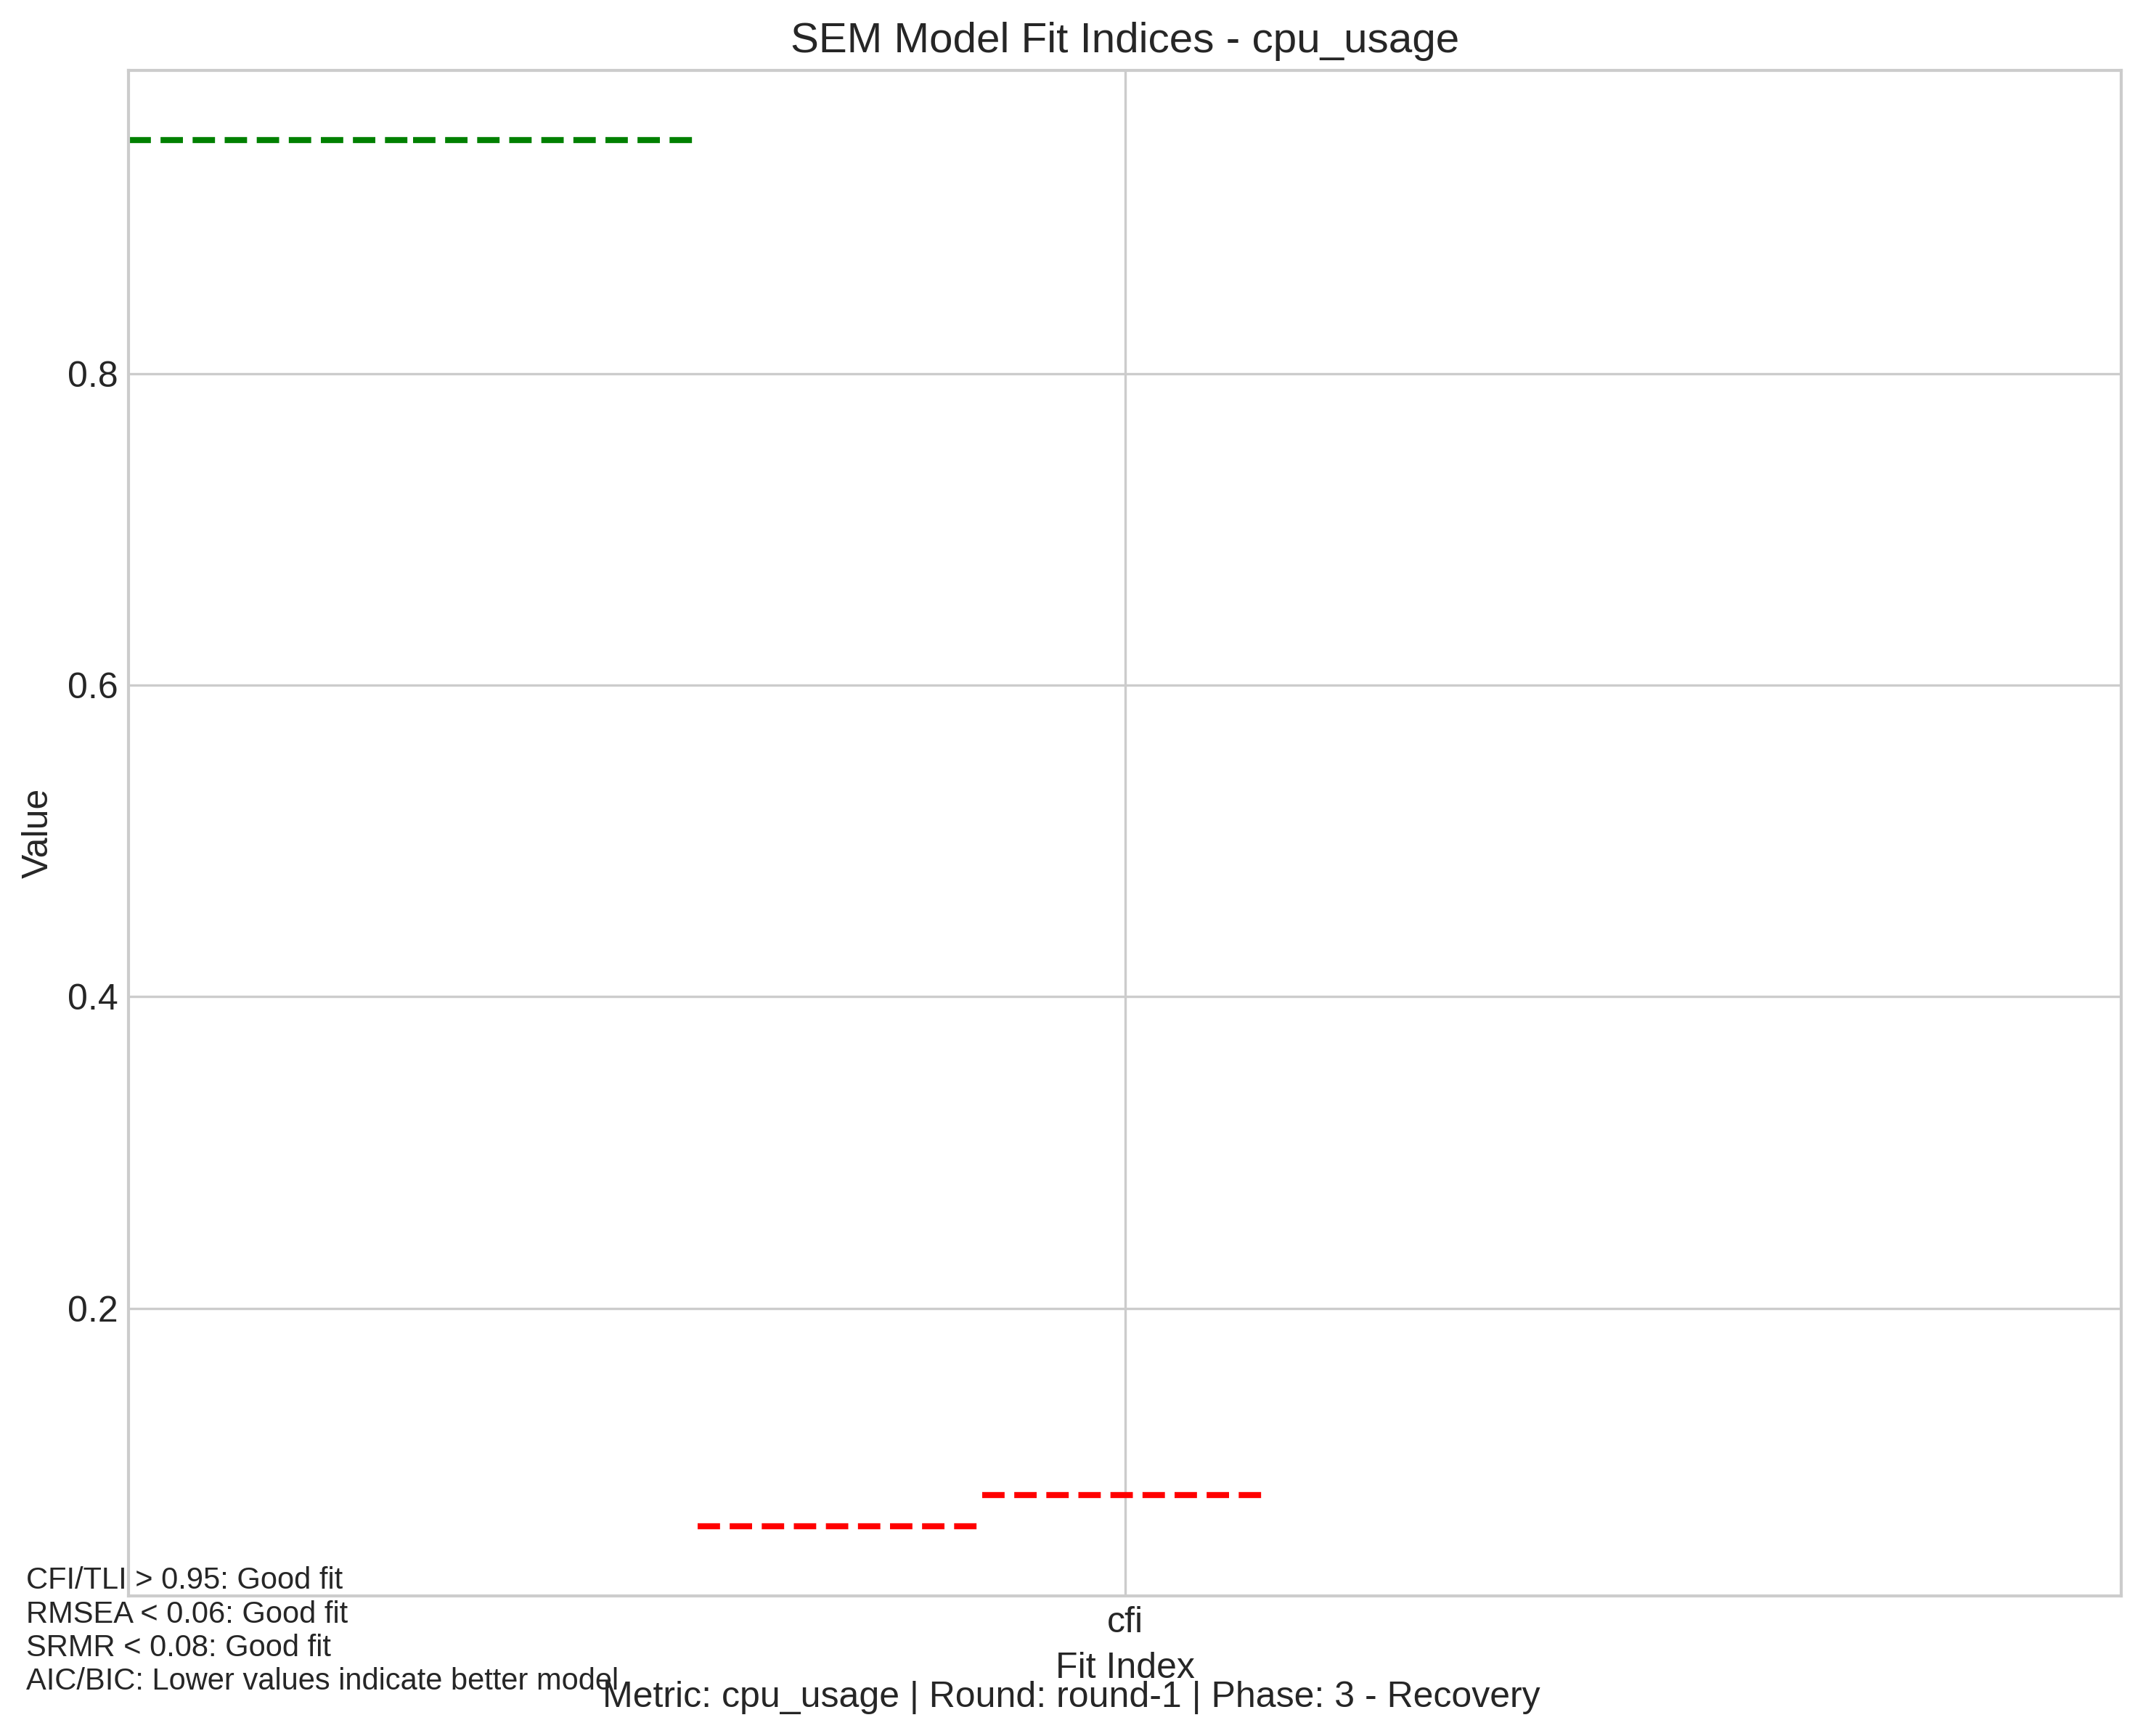 SEM Model Fit Indices - cpu_usage
0.8
0.6
0.4
0.2
Value
cfi
Fit Index
CFI/TLI > 0.95: Good fit
RMSEA < 0.06: Good fit
SRMR < 0.08: Good fit
AIC/BIC: Lower values indicate better model
Metric: cpu_usage | Round: round-1 | Phase: 3 - Recovery